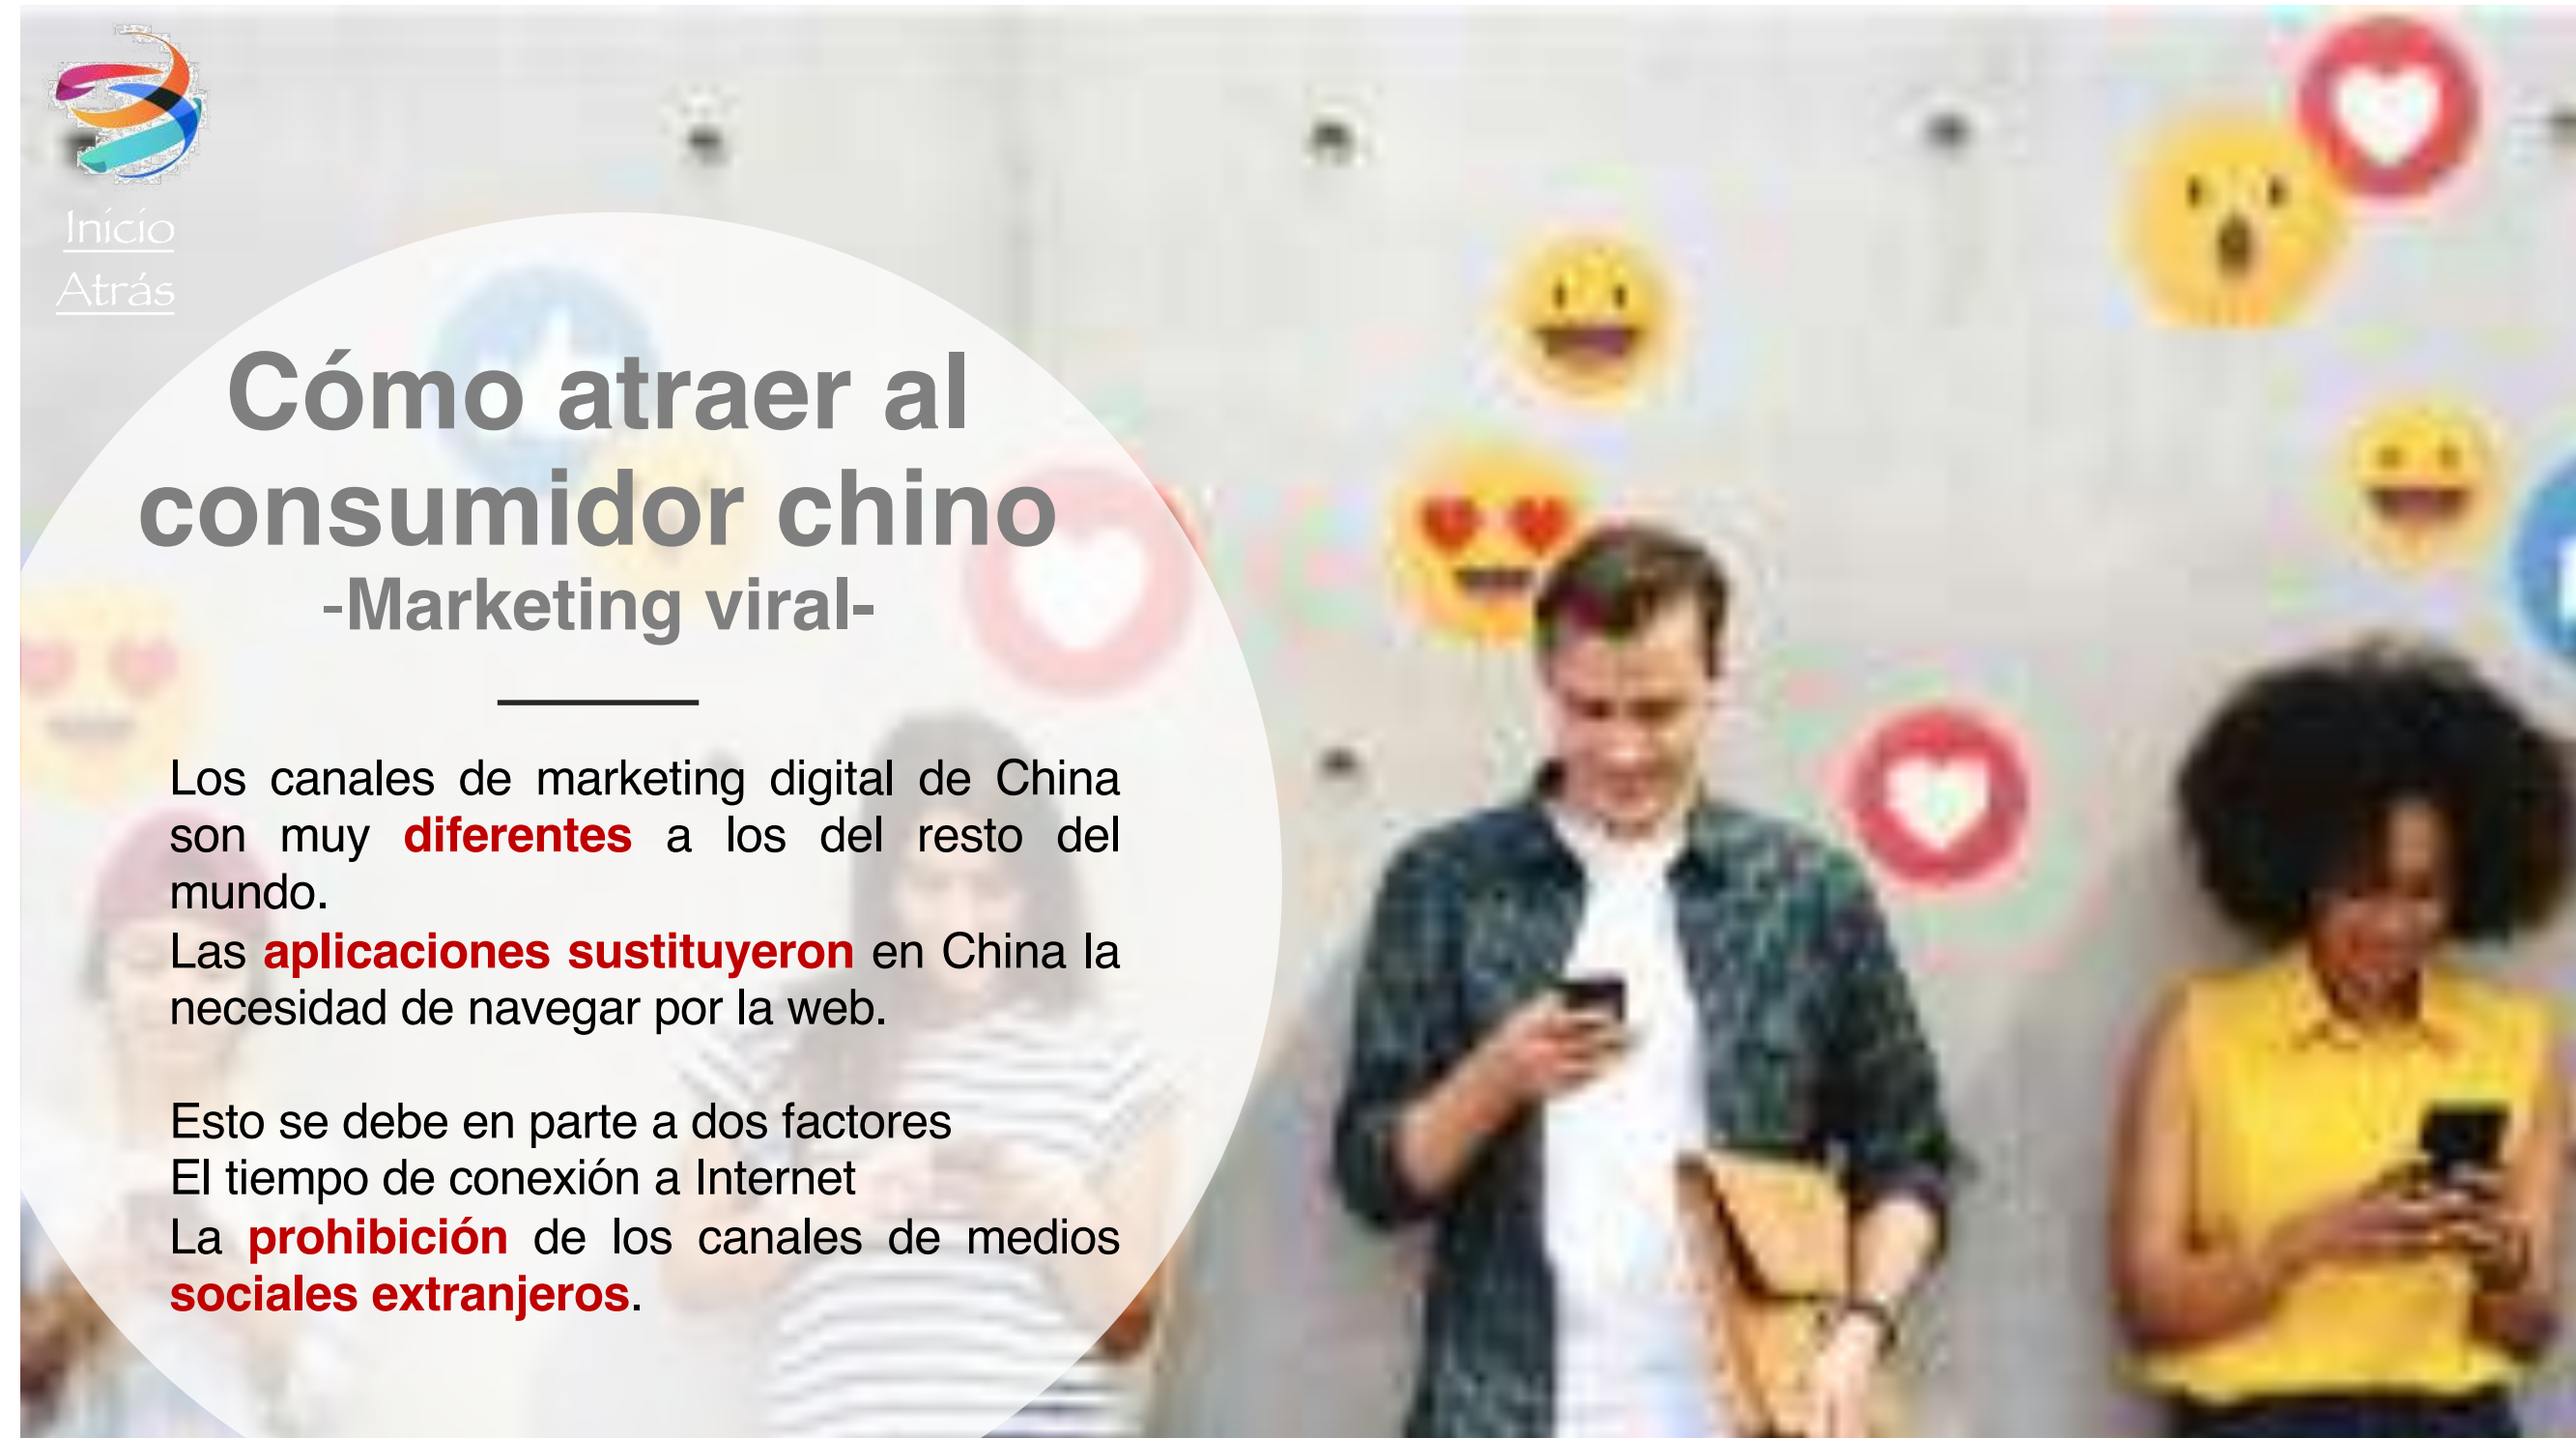 Inicio
Atrás
Cómo atraer al
consumidor chino
-Marketing viral-
Los canales de marketing digital de China
son muy diferentes a los del resto del
mundo.
Las aplicaciones sustituyeron en China la
necesidad de navegar por la web.
Esto se debe en parte a dos factores
El tiempo de conexión a Internet
La prohibición de los canales de medios
sociales extranjeros.